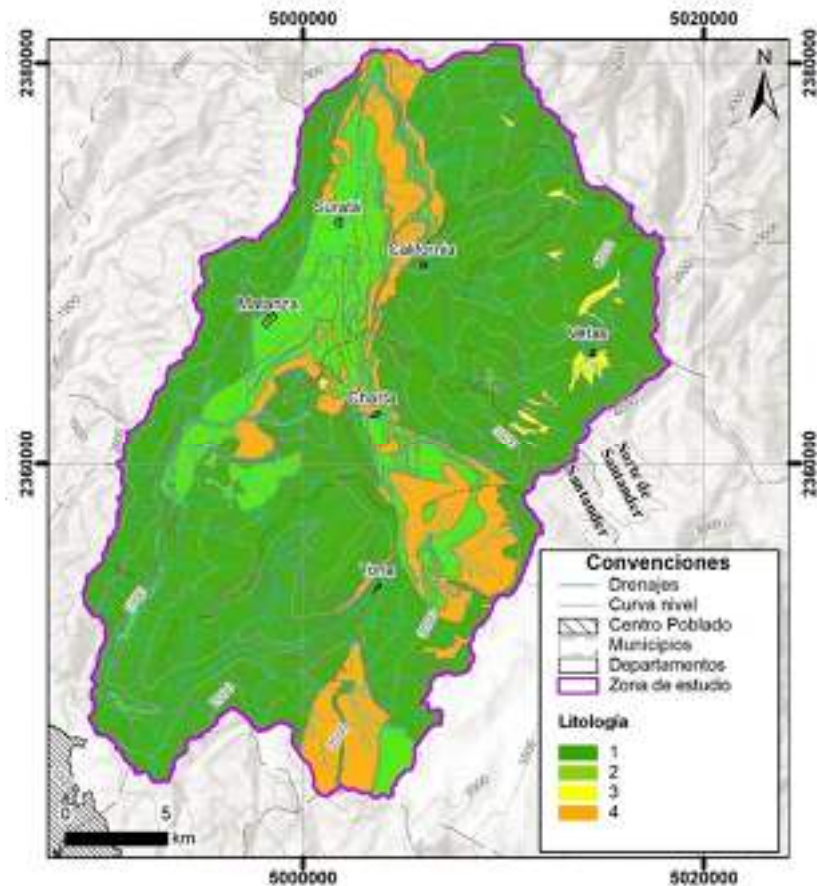 5000000
5020000
2380000
2380000
N
Suratá
California
Matanza
Vetas
Charta
2360000
2360000
Norte de
Santander
Santander
Tona
Convenciones
Drenajes
Curva nivel
Centro Poblado
Municipios
Departamentos
Zona de estudio
Litología
1
2
3
4
0
5
km
5000000
5020000